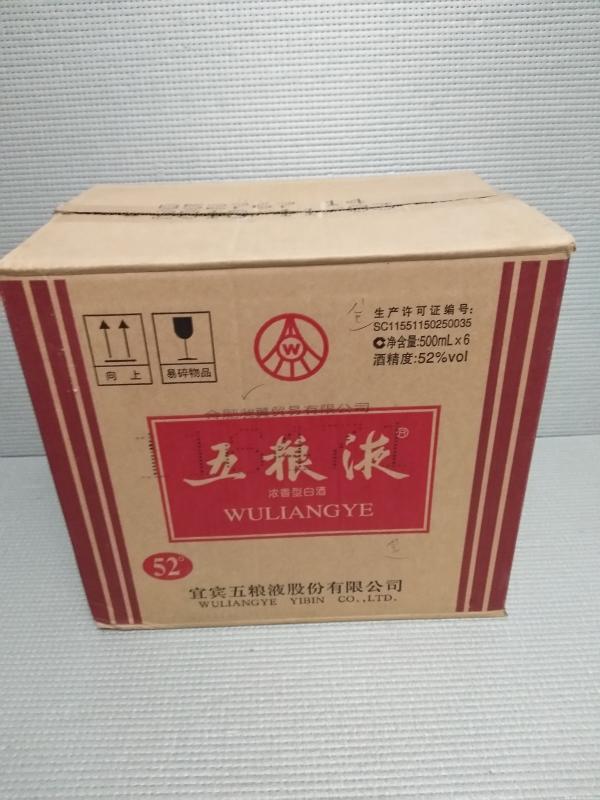 生产许可证编号:
SC11551150250035
净含量:500mL×6
酒精度:52%vol
向 上
易碎物品
W
五粮液®
浓香型白酒
WULIANGYE
52°
宜宾五粮液股份有限公司
WULIANGYE YIBIN CO.,LTD.